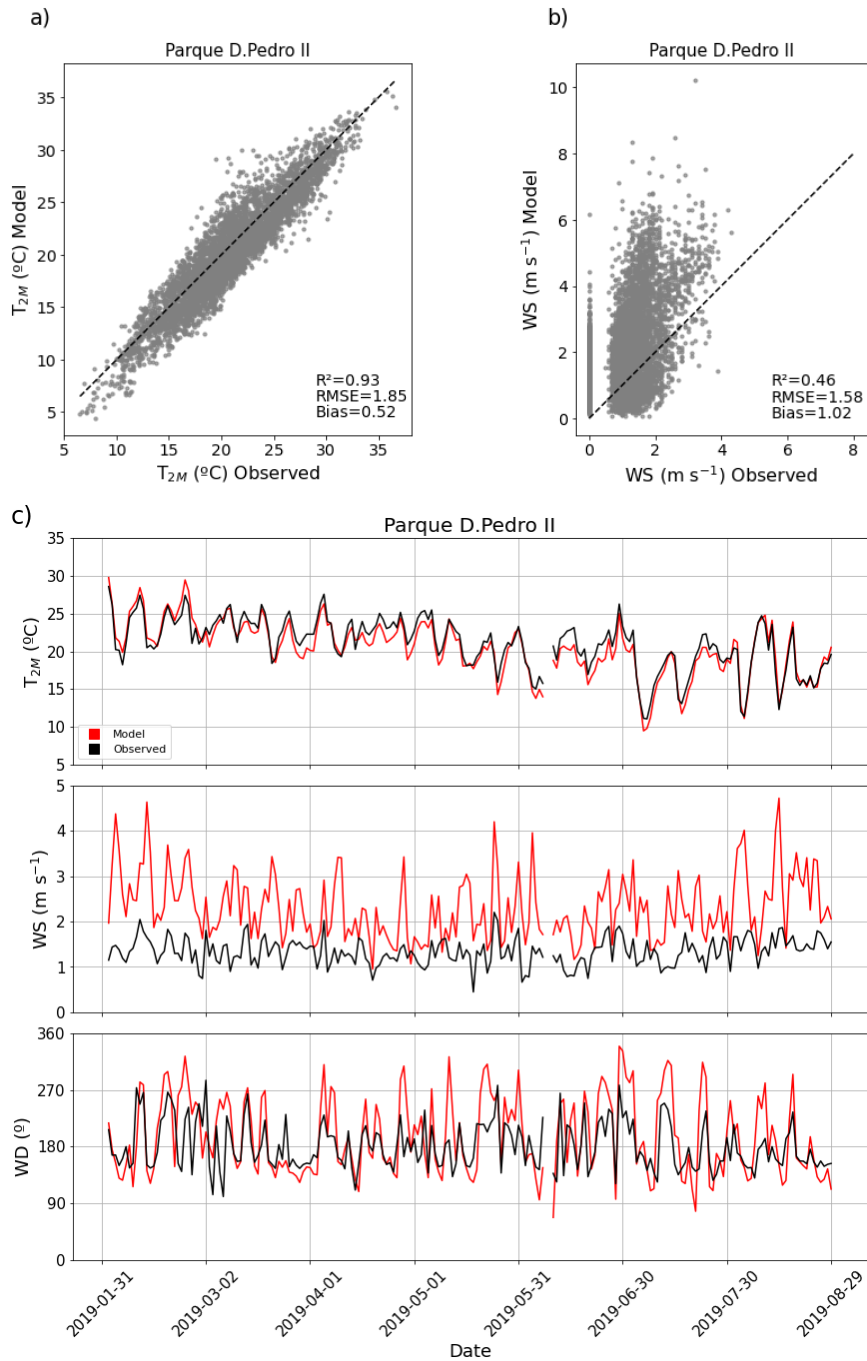 a)
Parque D.Pedro II
35
30
25
20
15
10
5
T2M (ºC) Model
R²=0.93
RMSE=1.85
Bias=0.52
5 10 15 20 25 30 35
T2M (ºC) Observed
b)
Parque D.Pedro II
10
8
6
4
2
0
WS (m s⁻¹) Model
R²=0.46
RMSE=1.58
Bias=1.02
0 2 4 6 8
WS (m s⁻¹) Observed
c)
Parque D.Pedro II
35
30
25
20
15
10
5
T2M (ºC)
Model
Observed
5
4
3
2
1
0
WS (m s⁻¹)
360
270
180
90
0
WD (º)
2019-01-31 2019-03-02 2019-04-01 2019-05-01 2019-05-31 2019-06-30 2019-07-30 2019-08-29
Date